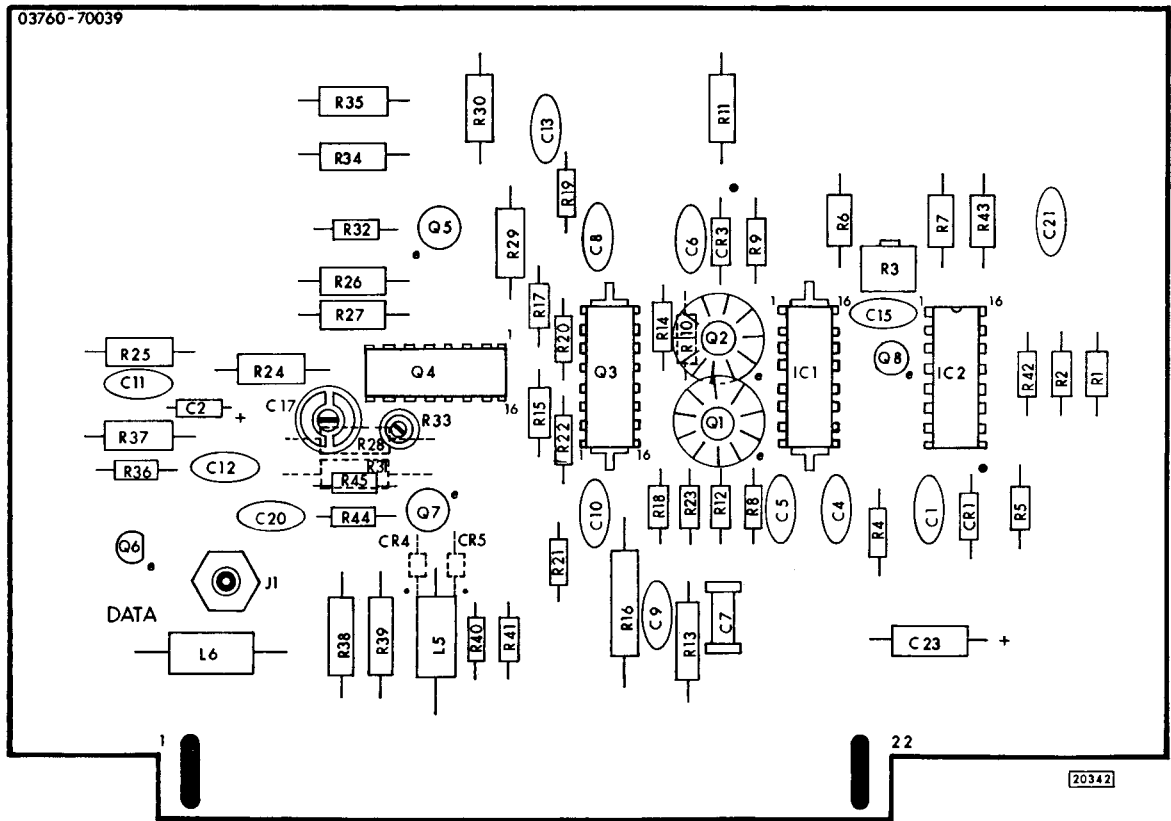 03760-70039
R35
R30
C13
R11
R34
R19
R32
Q5
R29
C8
C6
CR3
R9
R6
R7
R43
C21
e
R3
R26
R17
R27
R20
R14
R10
Q2
1
16
C15
1
16
R25
R24
1
Q4
Q3
IC1
Q8
IC2
R42
R2
R1
C11
e
e
C2
+
C17
R33
16
R15
Q1
R37
R28
R22
R36
C12
R3
1
16
e
R45
e
C20
R44
Q7
C10
R18
R23
R12
R8
C5
C4
R4
C1
CR1
R5
Q6
e
CR4
CR5
R21
J1
DATA
L6
R38
R39
L5
R40
R41
R16
C9
R13
C7
C23
+
1
22
20342